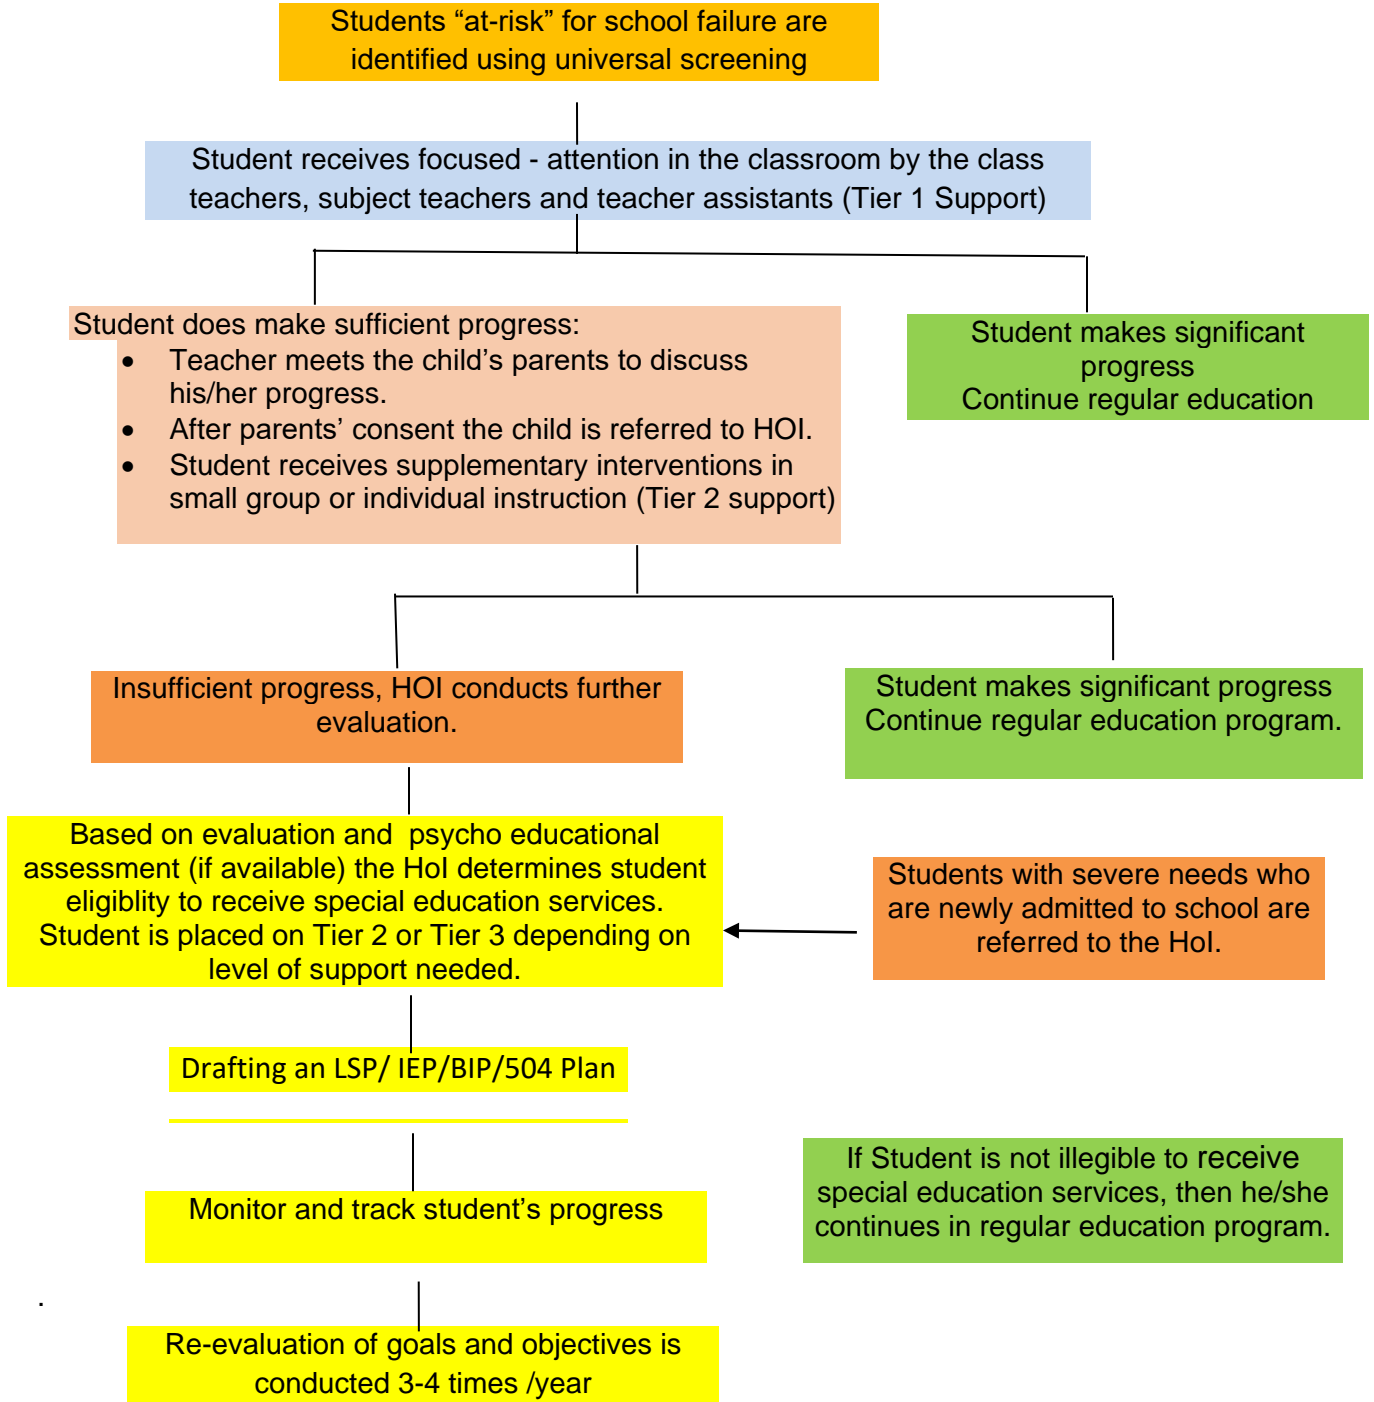 Students “at-risk” for school failure are
identified using universal screening
Student receives focused - attention in the classroom by the class
teachers, subject teachers and teacher assistants (Tier 1 Support)
Student does make sufficient progress:
• Teacher meets the child’s parents to discuss
his/her progress.
• After parents’ consent the child is referred to HOI.
• Student receives supplementary interventions in
small group or individual instruction (Tier 2 support)
Student makes significant
progress
Continue regular education
Insufficient progress, HOI conducts further
evaluation.
Student makes significant progress
Continue regular education program.
Based on evaluation and psycho educational
assessment (if available) the HoI determines student
eligiblity to receive special education services.
Student is placed on Tier 2 or Tier 3 depending on
level of support needed.
Students with severe needs who
are newly admitted to school are
referred to the HoI.
Drafting an LSP/ IEP/BIP/504 Plan
If Student is not illegible to receive
special education services, then he/she
continues in regular education program.
Monitor and track student’s progress
.
Re-evaluation of goals and objectives is
conducted 3-4 times /year